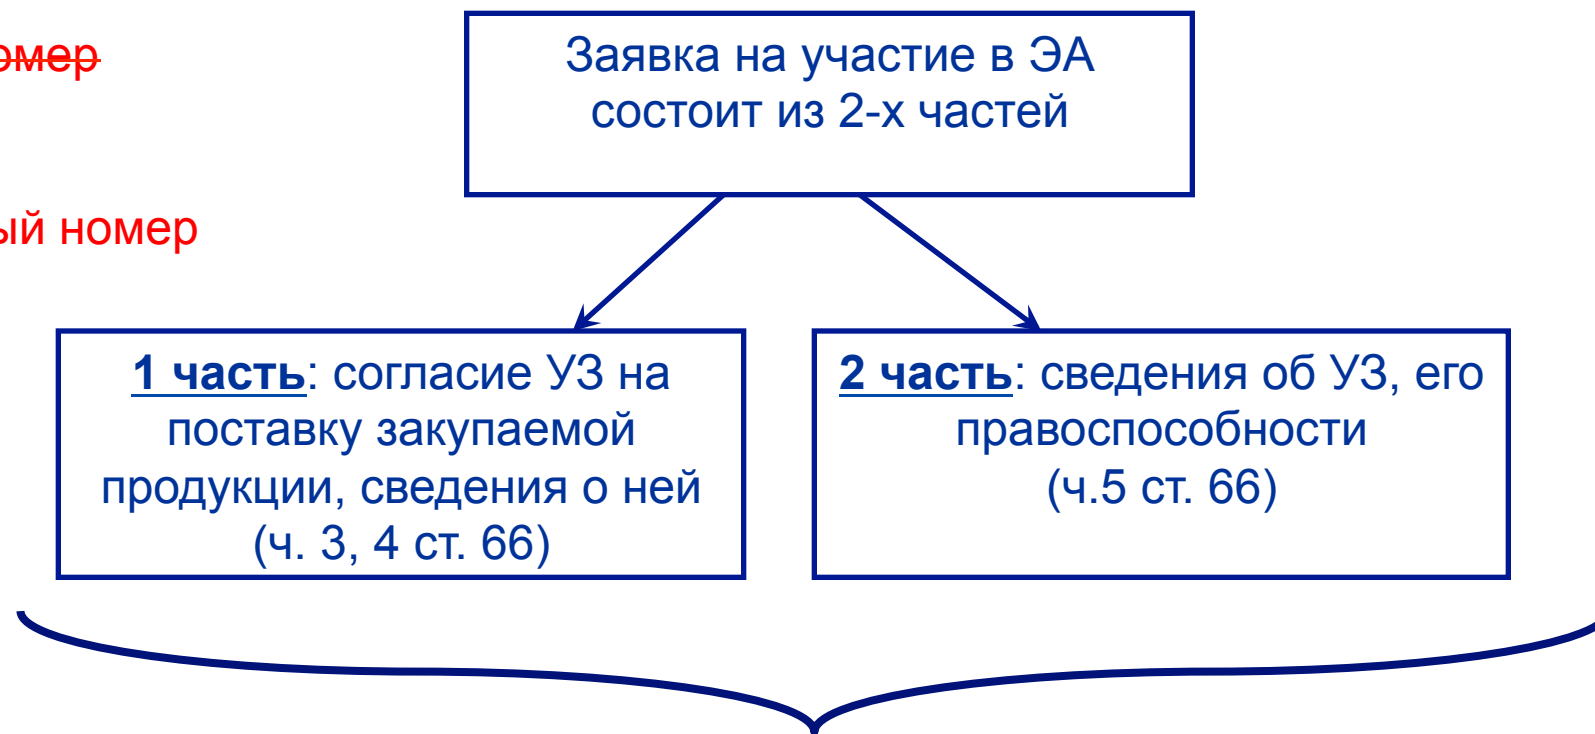 омер
Заявка на участие в ЭА
состоит из 2-х частей
ый номер
1 часть: согласие УЗ на
поставку закупаемой
продукции, сведения о ней
(ч. 3, 4 ст. 66)
2 часть: сведения об УЗ, его
правоспособности
(ч.5 ст. 66)